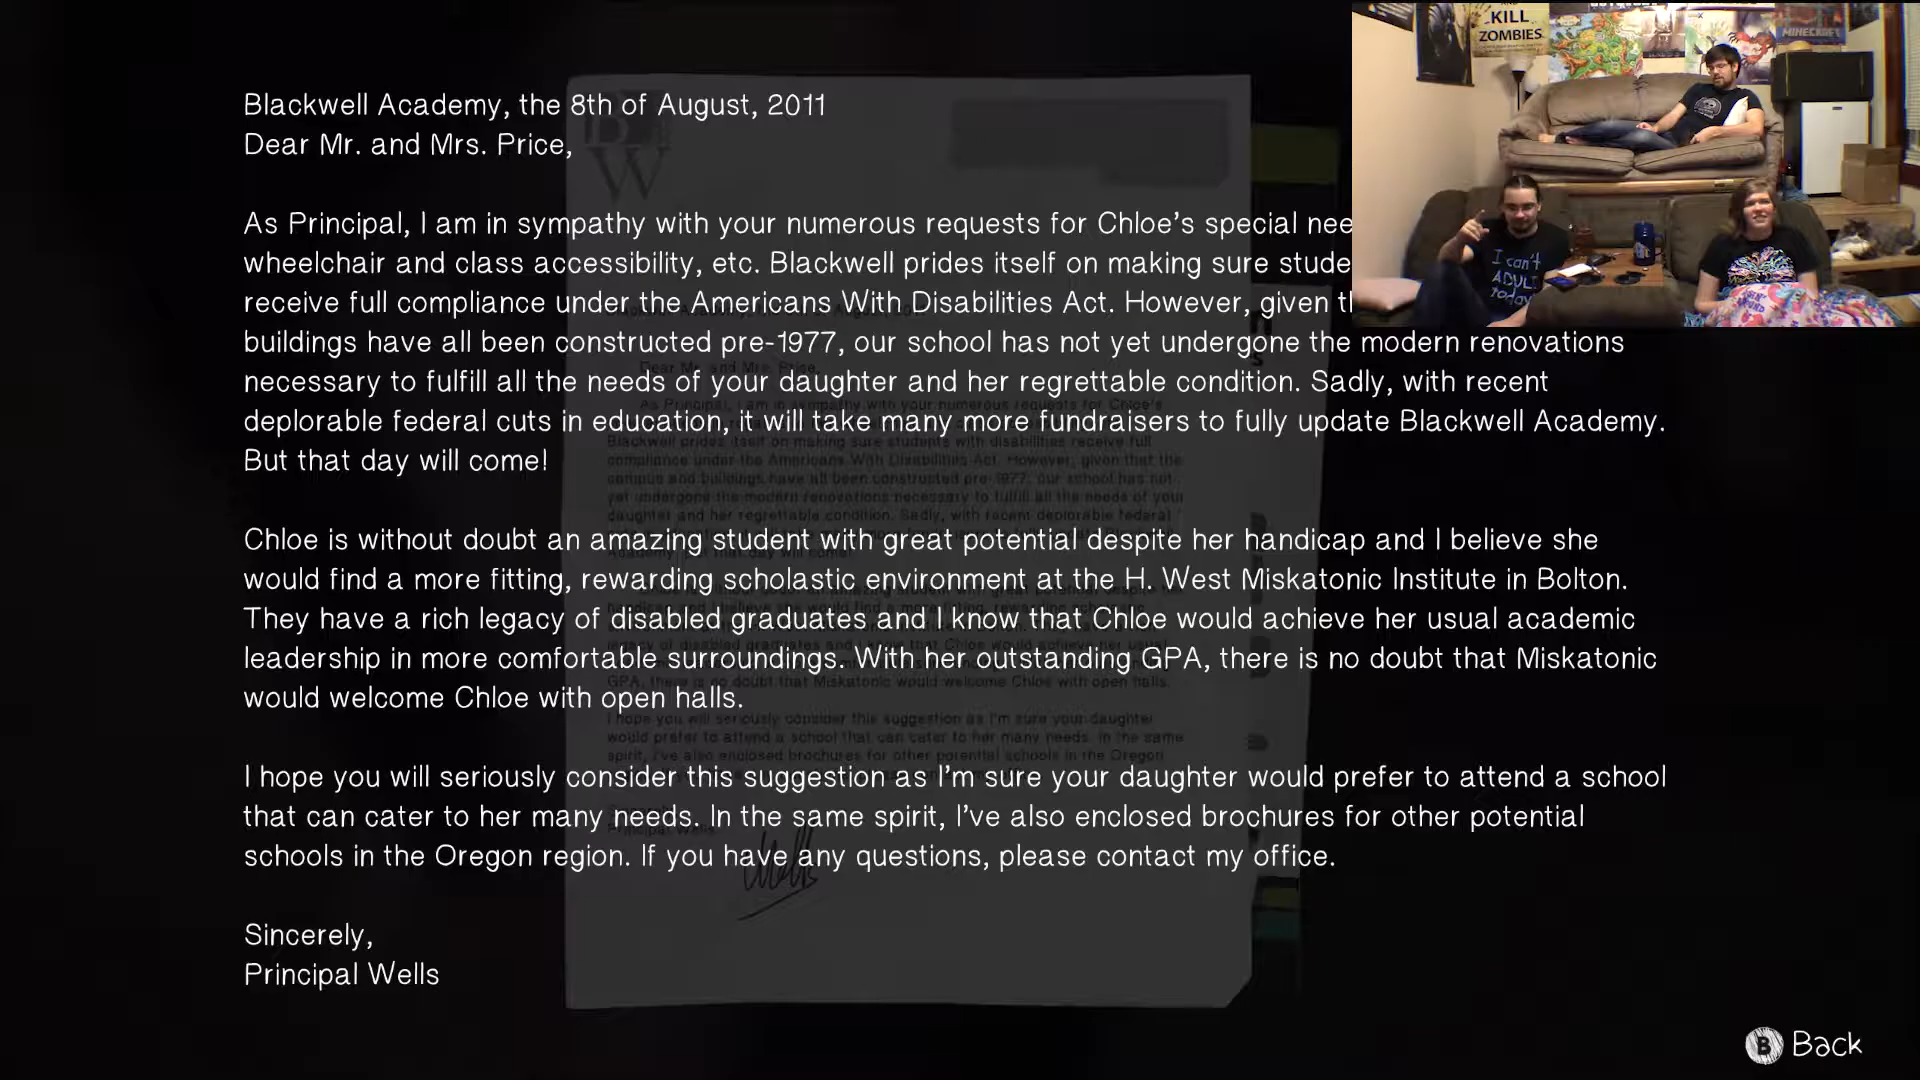 Blackwell Academy, the 8th of August, 2011
Dear Mr. and Mrs. Price,
As Principal, I am in sympathy with your numerous requests for Chloe's special
wheelchair and class accessibility, etc. Blackwell prides itself on making sure
receive full compliance under the Americans With Disabilities Act. However, given
buildings have all been constructed pre-1977, our school has not yet undergone the modern renovations
necessary to fulfill all the needs of your daughter and her regrettable condition. Sadly, with recent
deplorable federal cuts in education, it will take many more fundraisers to fully update Blackwell Academy.
But that day will come!
Chloe is without doubt an amazing student with great potential despite her handicap and I believe she
would find a more fitting, rewarding scholastic environment at the H. West Miskatonic Institute in Bolton.
They have a rich legacy of disabled graduates and I know that Chloe would achieve her usual academic
leadership in more comfortable surroundings. With her outstanding GPA, there is no doubt that Miskatonic
would welcome Chloe with open halls.
I hope you will seriously consider this suggestion as I'm sure your daughter would prefer to attend a school
that can cater to her many needs. In the same spirit, I've also enclosed brochures for other potential
schools in the Oregon region. If you have any questions, please contact my office.
Sincerely,
Principal Wells
B Back
KILL
ZOMBIES
MINECRAFT
I can't
ADULT
today